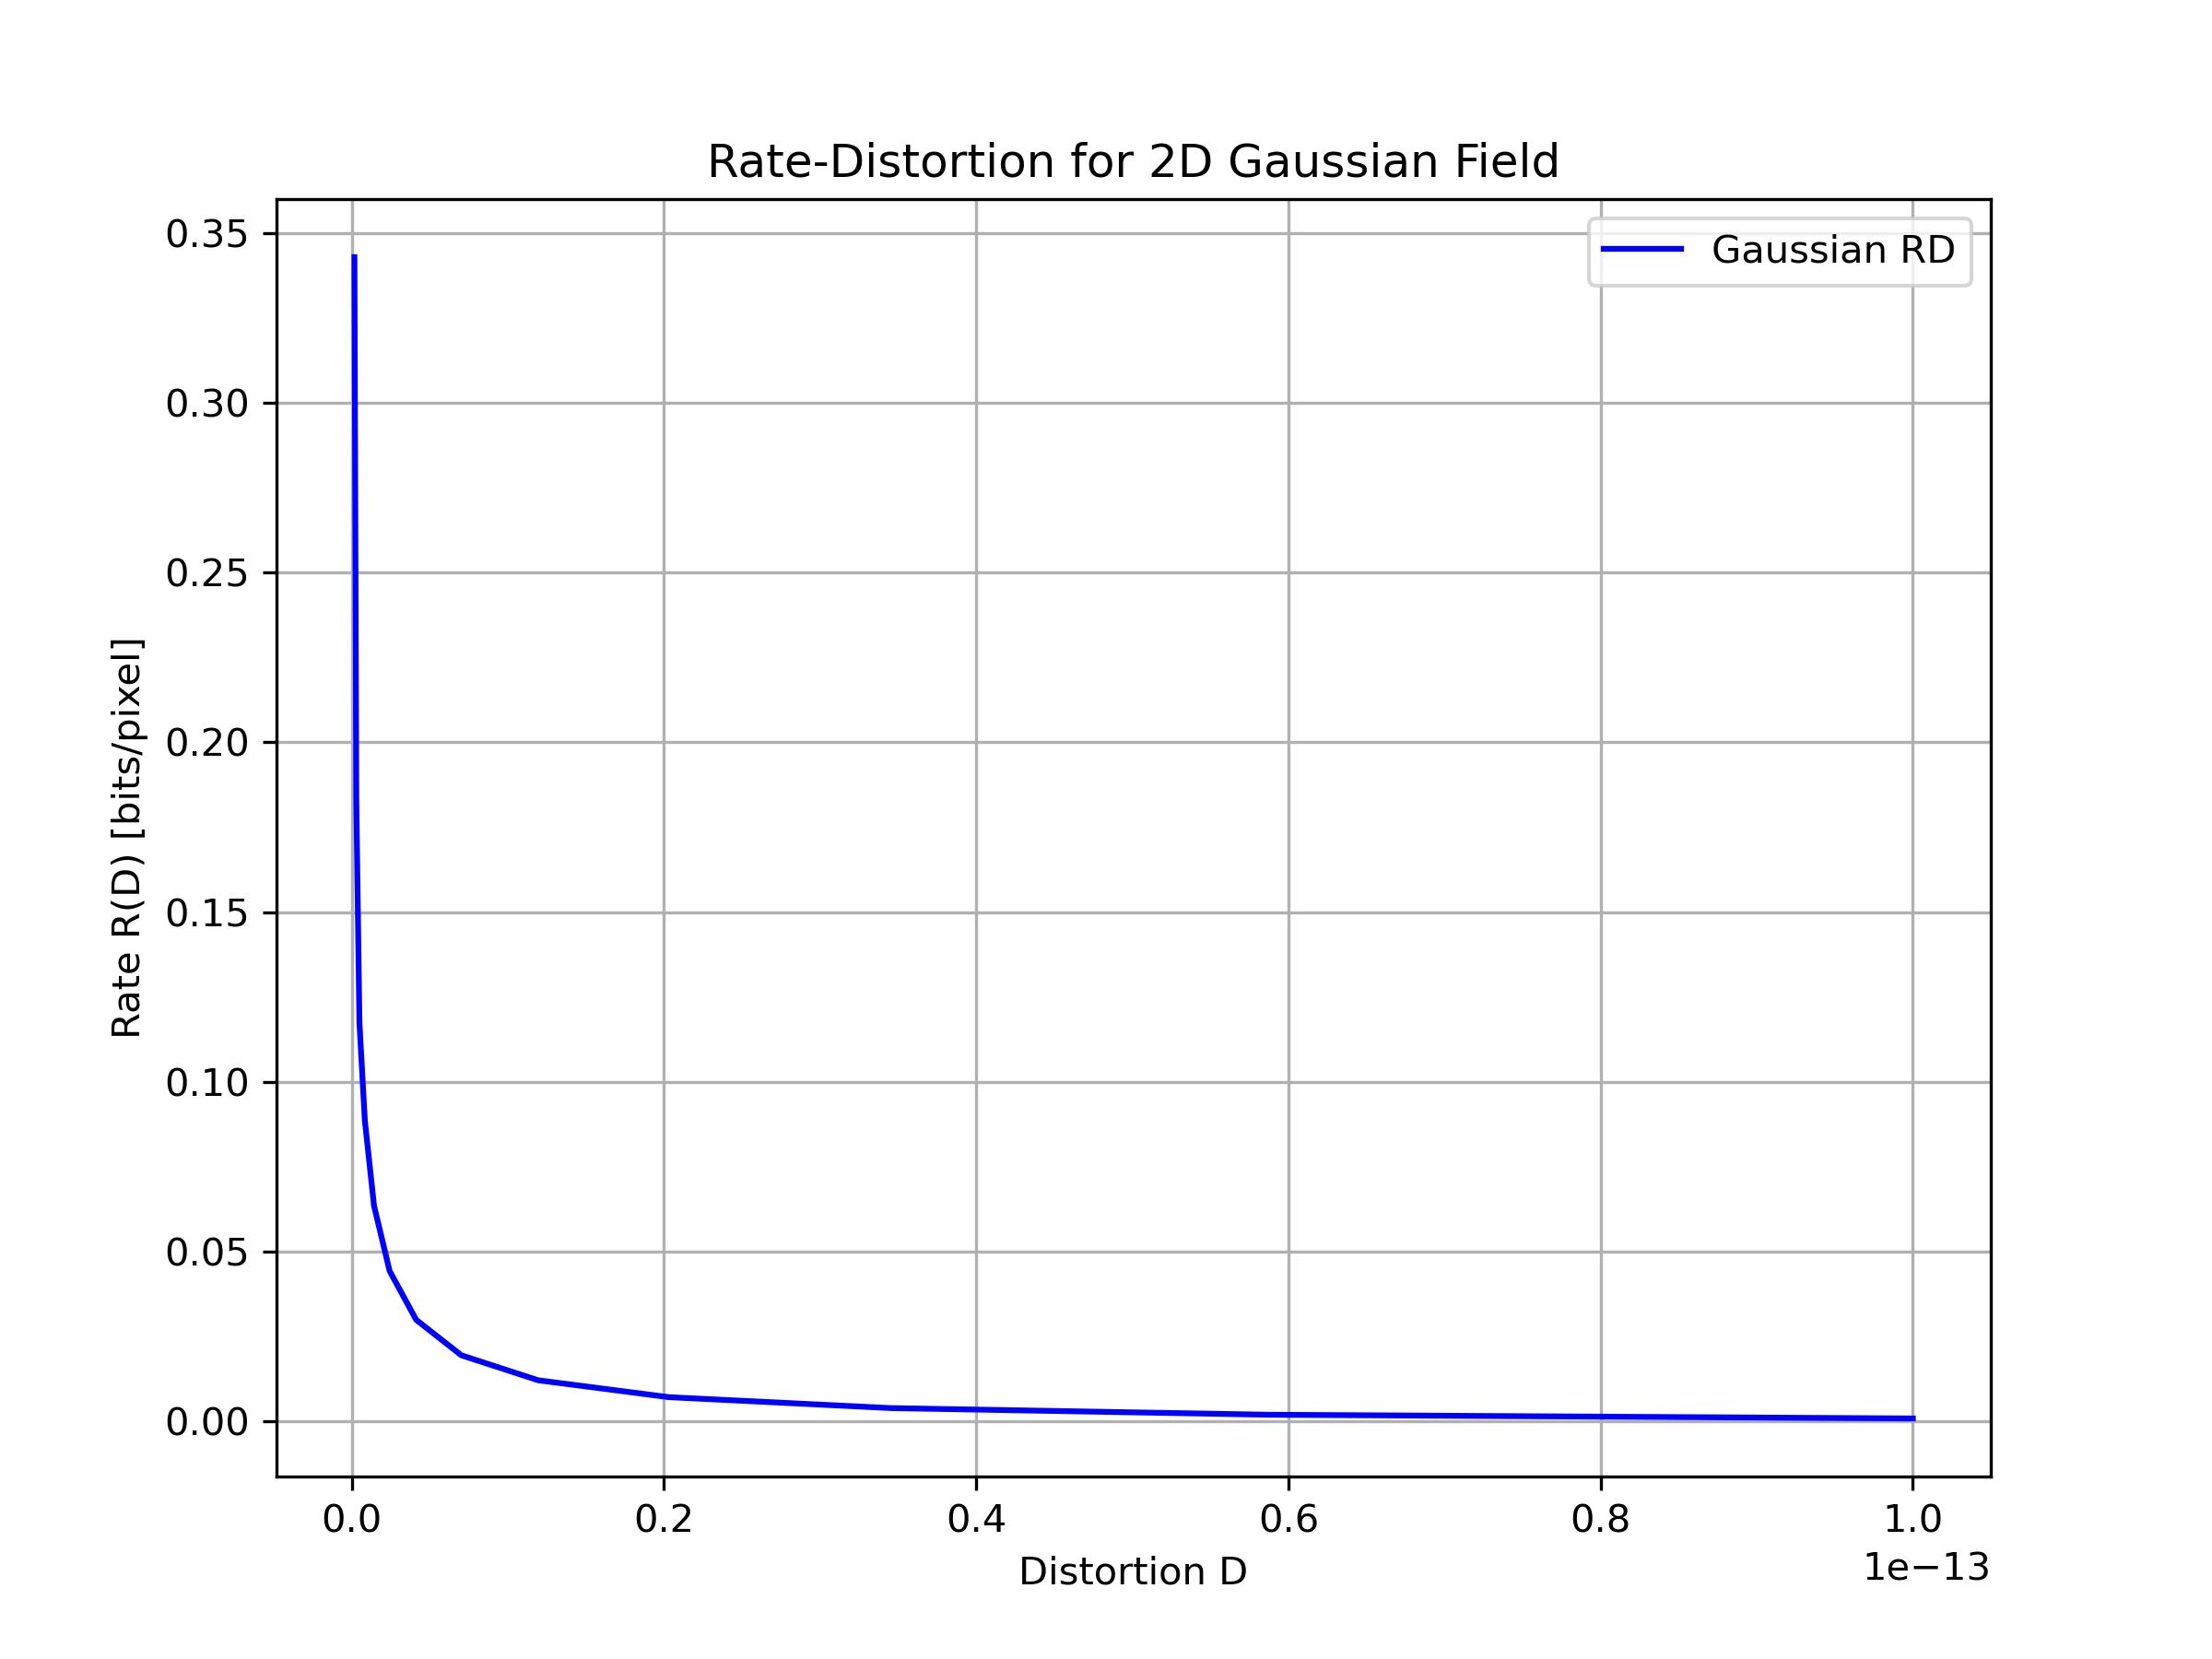 Rate-Distortion for 2D Gaussian Field
Gaussian RD
Rate R(D) [bits/pixel]
0.35
0.30
0.25
0.20
0.15
0.10
0.05
0.00
0.0 0.2 0.4 0.6 0.8 1.0
1e−13
Distortion D